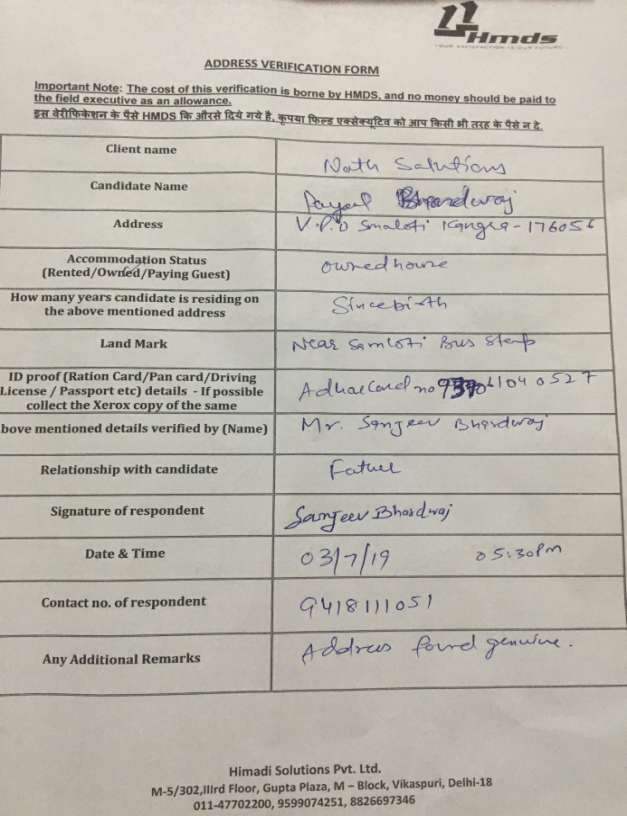 Hmds
ADDRESS VERIFICATION FORM
Important Note: The cost of this verification is borne by HMDS, and no money should be paid to
the field executive as an allowance.
इस वेरीफिकेशन के पैसे HMDS कि औरसे दिये गये है, कृपया फिल्ड एक्सेक्यूटिव को आप किसी भी तरह के पैसे न दे.
Client name
Nath Solutions
Candidate Name
Payal Bhardwaj
Address
V.P.O Smaloti Kangra-176056
Accommodation Status
(Rented/Owned/Paying Guest)
owned house
How many years candidate is residing on
the above mentioned address
Since birth
Land Mark
Near Samloti Bus Stop
ID proof (Ration Card/Pan card/Driving
License / Passport etc) details - If possible
collect the Xerox copy of the same
Adhar Card no
bove mentioned details verified by (Name)
Mr. Sanjeev Bhardwaj
Relationship with candidate
Father
Signature of respondent
Sanjeev Bhardwaj
Date & Time
03/7/19 05:30Pm
Contact no. of respondent
9418111051
Any Additional Remarks
Address found genuine.
Himadi Solutions Pvt. Ltd.
M-5/302,IIIrd Floor, Gupta Plaza, M – Block, Vikaspuri, Delhi-18
011-47702200, 9599074251, 8826697346